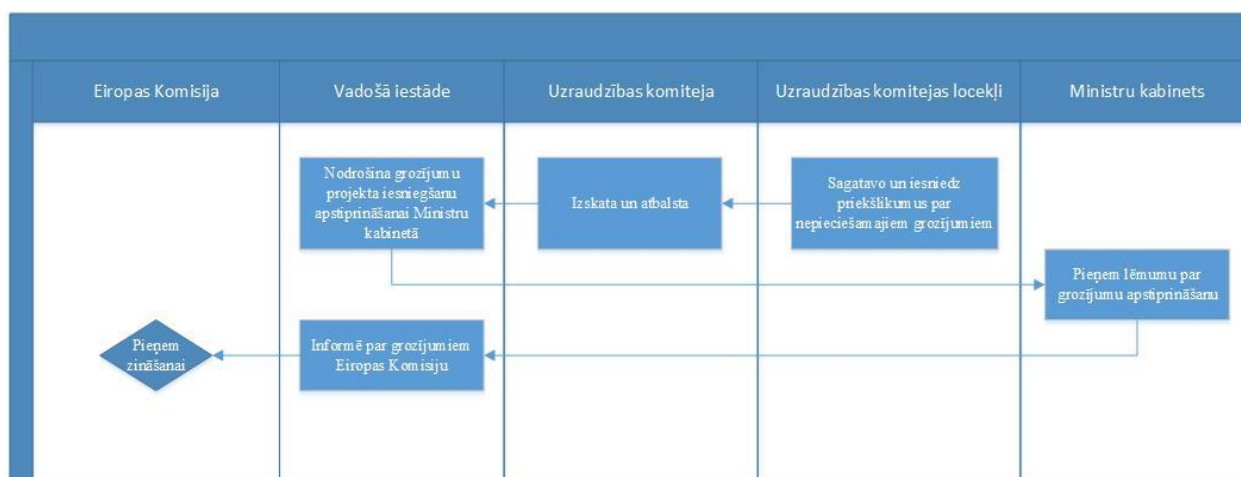 Eiropas Komisija
Vadošā iestāde
Uzraudzības komiteja
Uzraudzības komitejas locekļi
Ministru kabinets
Nodrošina grozījumu
projekta iesniegšanu
apstiprināšanai Ministru
kabinetā
Izskata un atbalsta
Sagatavo un iesniedz
priekšlikumus par
nepieciešamajiem grozījumiem
Pieņem lēmumu par
grozījumu apstiprināšanu
Pieņem
zināšanai
Informē par grozījumiem
Eiropas Komisiju